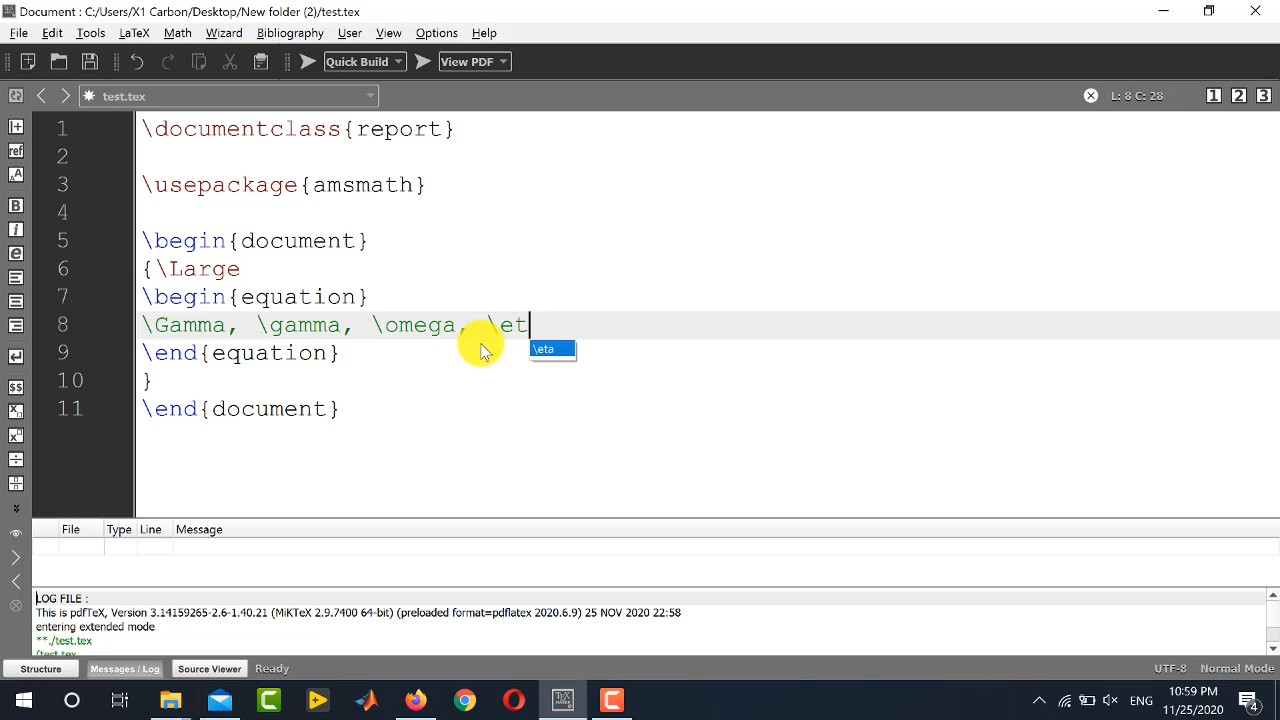 Document : C:/Users/X1 Carbon/Desktop/New folder (2)/test.tex
File Edit Tools LaTeX Math Wizard Bibliography User View Options Help
Quick Build View PDF
test.tex L: 8 C: 28 1 2 3
1 \documentclass{report}
2
3 \usepackage{amsmath}
4
5 \begin{document}
6 {\Large
7 \begin{equation}
8 \Gamma, \gamma, \omega, \et
\eta
9 \end{equation}
10 }
11 \end{document}
File Type Line Message
LOG FILE :
This is pdfTeX, Version 3.14159265-2.6-1.40.21 (MiKTeX 2.9.7400 64-bit) (preloaded format=pdflatex 2020.6.9) 25 NOV 2020 22:58
entering extended mode
**./test.tex
(test.tex
Structure Messages / Log Source Viewer Ready UTF-8 Normal Mode
ENG 10:59 PM
11/25/2020 4